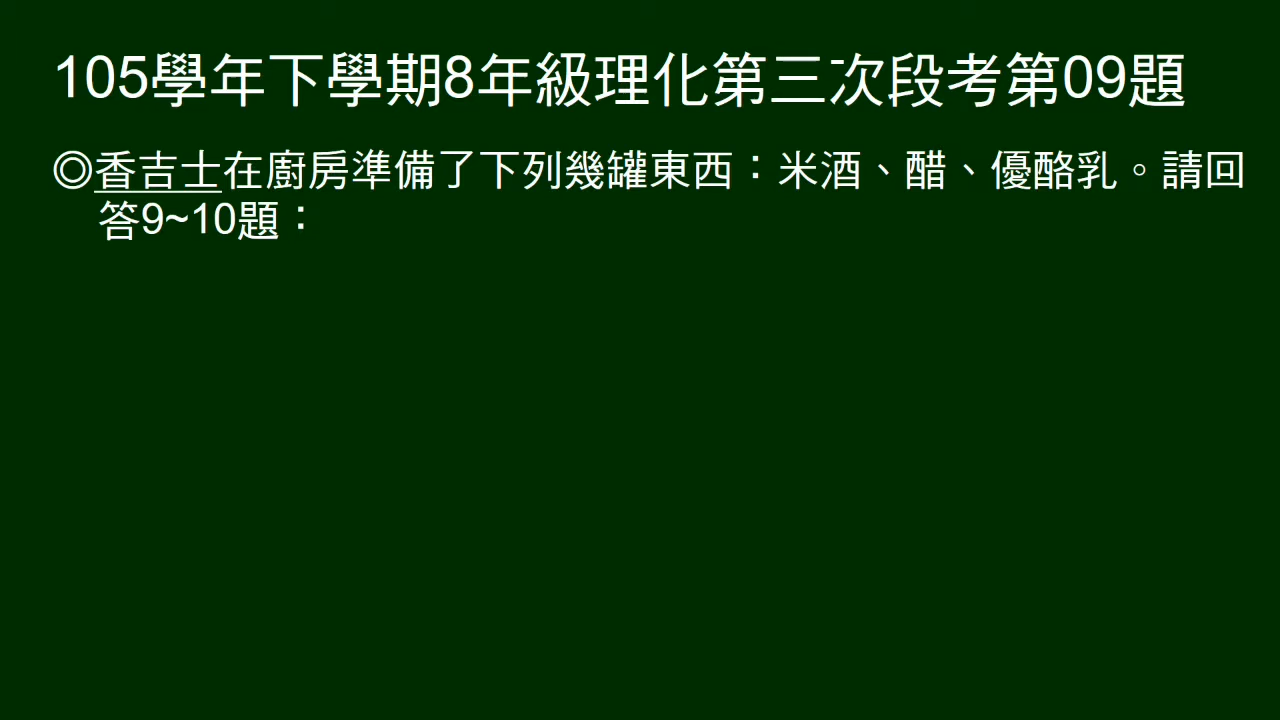 105學年下學期8年級理化第三次段考第09題
◎香吉士在廚房準備了下列幾罐東西：米酒、醋、優酪乳。請回
答9~10題：